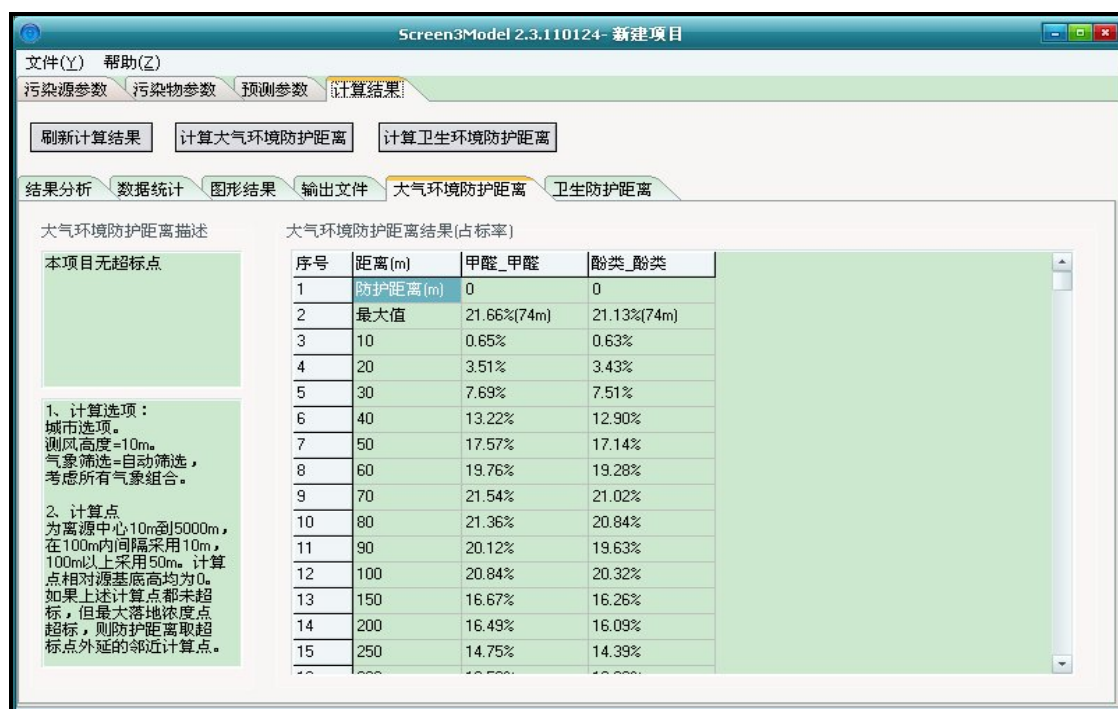 Screen3Model 2.3.110124- 新建项目
文件(Y) 帮助(Z)
污染源参数 污染物参数 预测参数 计算结果
刷新计算结果 计算大气环境防护距离 计算卫生环境防护距离
结果分析 数据统计 图形结果 输出文件 大气环境防护距离 卫生防护距离
大气环境防护距离描述
本项目无超标点
1、计算选项：
城市选项。
测风高度=10m。
气象筛选=自动筛选，
考虑所有气象组合。
2、计算点
为离源中心10m到5000m，
在100m内间隔采用10m，
100m以上采用50m。计算
点相对源基底高均为0。
如果上述计算点都未超
标，但最大落地浓度点
超标，则防护距离取超
标点外延的邻近计算点。
大气环境防护距离结果(占标率)
序号 距离(m) 甲醛_甲醛 酚类_酚类
1 防护距离(m) 0 0
2 最大值 21.66%(74m) 21.13%(74m)
3 10 0.65% 0.63%
4 20 3.51% 3.43%
5 30 7.69% 7.51%
6 40 13.22% 12.90%
7 50 17.57% 17.14%
8 60 19.76% 19.28%
9 70 21.54% 21.02%
10 80 21.36% 20.84%
11 90 20.12% 19.63%
12 100 20.84% 20.32%
13 150 16.67% 16.26%
14 200 16.49% 16.09%
15 250 14.75% 14.39%